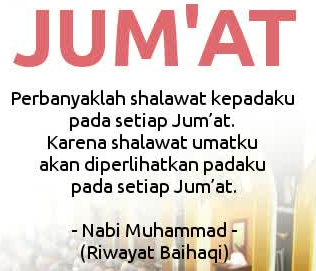 JUM'AT
Perbanyaklah shalawat kepadaku
pada setiap Jum'at.
Karena shalawat umatku
akan diperlihatkan padaku
pada setiap Jum'at.
- Nabi Muhammad -
(Riwayat Baihaqi)